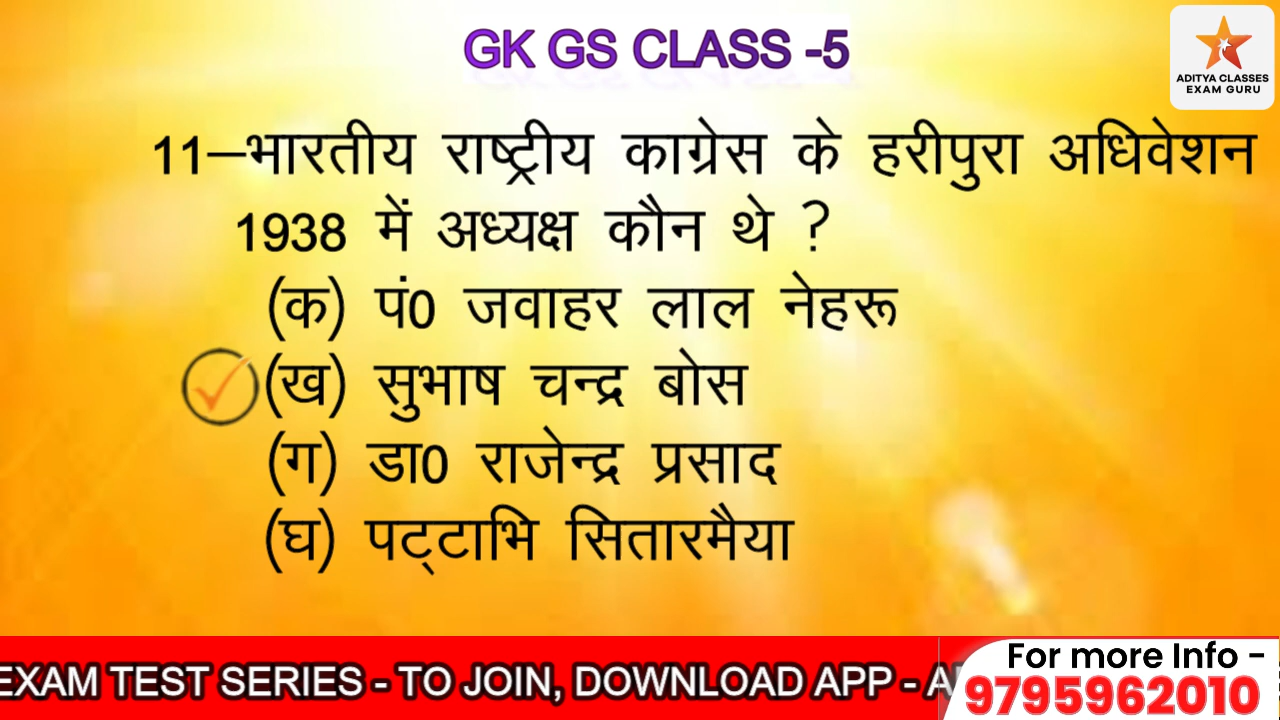 GK GS CLASS -5
ADITYA CLASSES
EXAM GURU
11–भारतीय राष्ट्रीय काग्रेस के हरीपुरा अधिवेशन
1938 में अध्यक्ष कौन थे ?
(क) पं0 जवाहर लाल नेहरू
(ख) सुभाष चन्द्र बोस
(ग) डा0 राजेन्द्र प्रसाद
(घ) पट्टाभि सितारमैया
EXAM TEST SERIES - TO JOIN, DOWNLOAD APP - A
For more Info -
9795962010